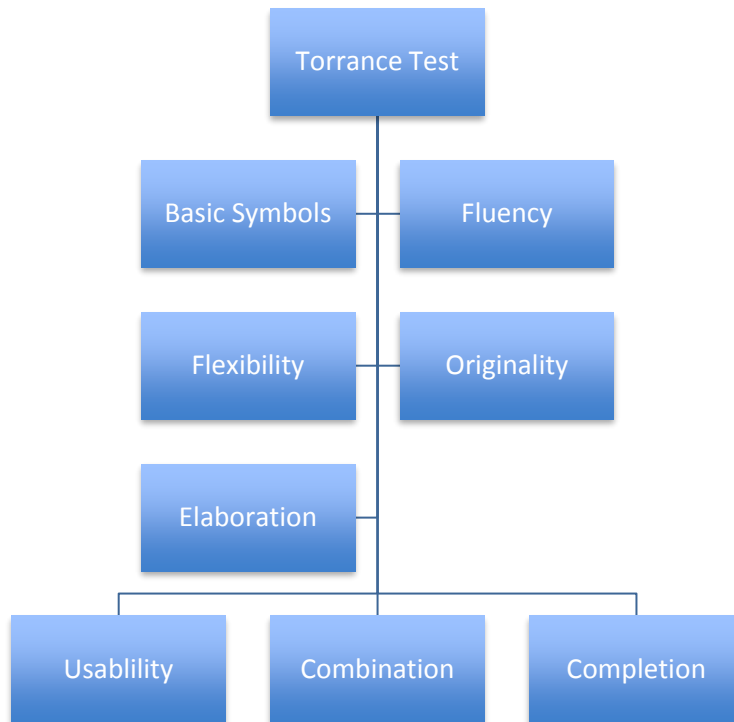 Torrance Test
Basic Symbols
Fluency
Flexibility
Originality
Elaboration
Usablility
Combination
Completion